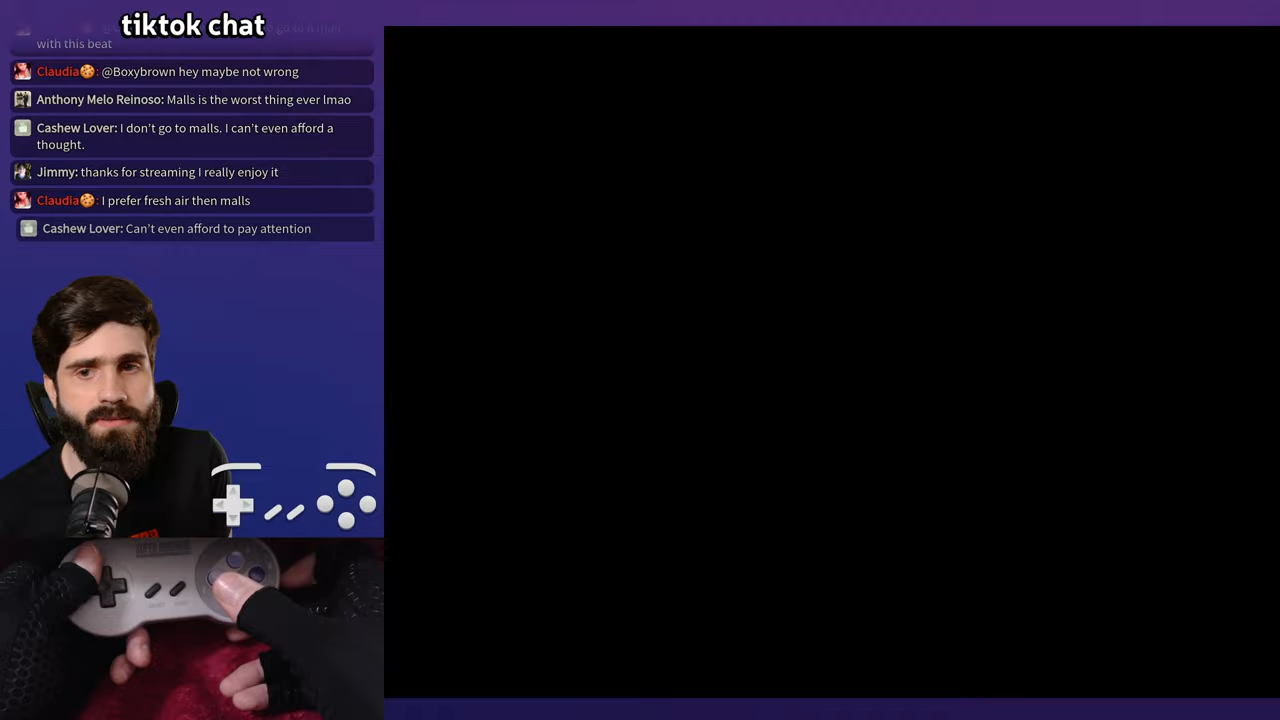 tiktok chat
with this beat
Claudia🍪: @Boxybrown hey maybe not wrong
Anthony Melo Reinoso: Malls is the worst thing ever lmao
Cashew Lover: I don’t go to malls. I can’t even afford a
thought.
Jimmy: thanks for streaming I really enjoy it
Claudia🍪: I prefer fresh air then malls
Cashew Lover: Can’t even afford to pay attention